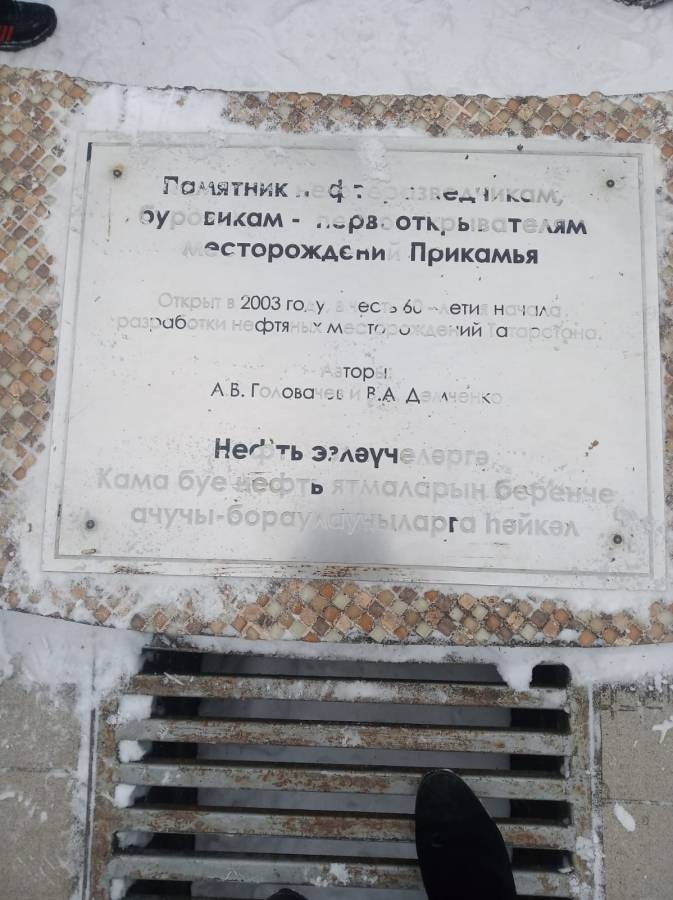 Памятник нефтеразведчикам,
буровикам - первооткрывателям
месторождений Прикамья
Открыт в 2003 году, в честь 60 -летия начала
разработки нефтяных месторождений Татарстана.
Авторы:
А.В. Головачев и В.А. Демченко
Нефть эзләүчеләргә,
Кама буе нефть ятмаларын беренче
ачучы-бораулаучыларга һәйкәл